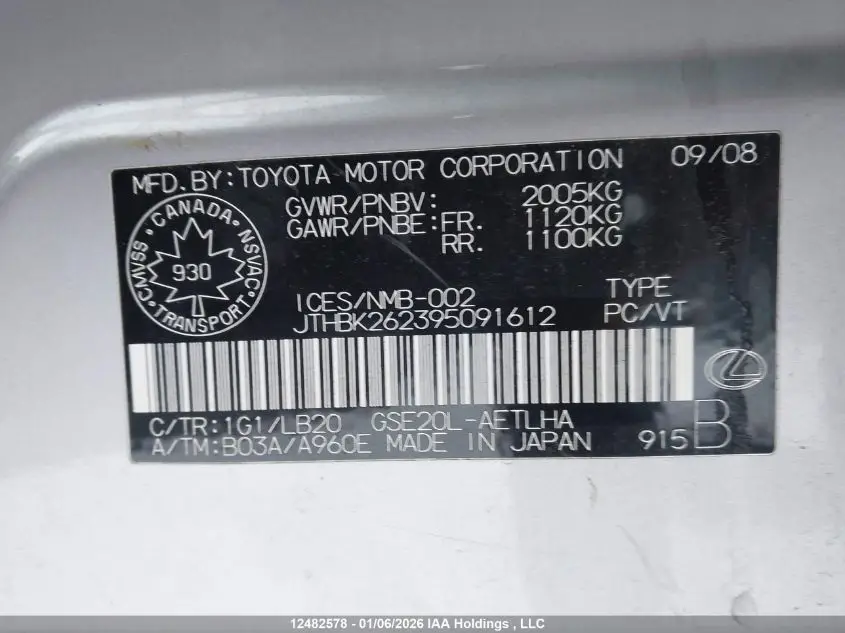 MFD.BY:TOYOTA MOTOR CORPORATION 09/08
GVWR/PNBV: 2005KG
GAWR/PNBE:FR. 1120KG
RR. 1100KG
CANADA
CMVSS NSVAC
930
TRANSPORT
ICES/NMB-002 TYPE
JTHBK262395091612 PC/VT
C/TR:1G1/LB20 GSE20L-AETLHA
A/TM:B03A/A960E MADE IN JAPAN 915 B
12482578 - 01/06/2026 IAA Holdings , LLC